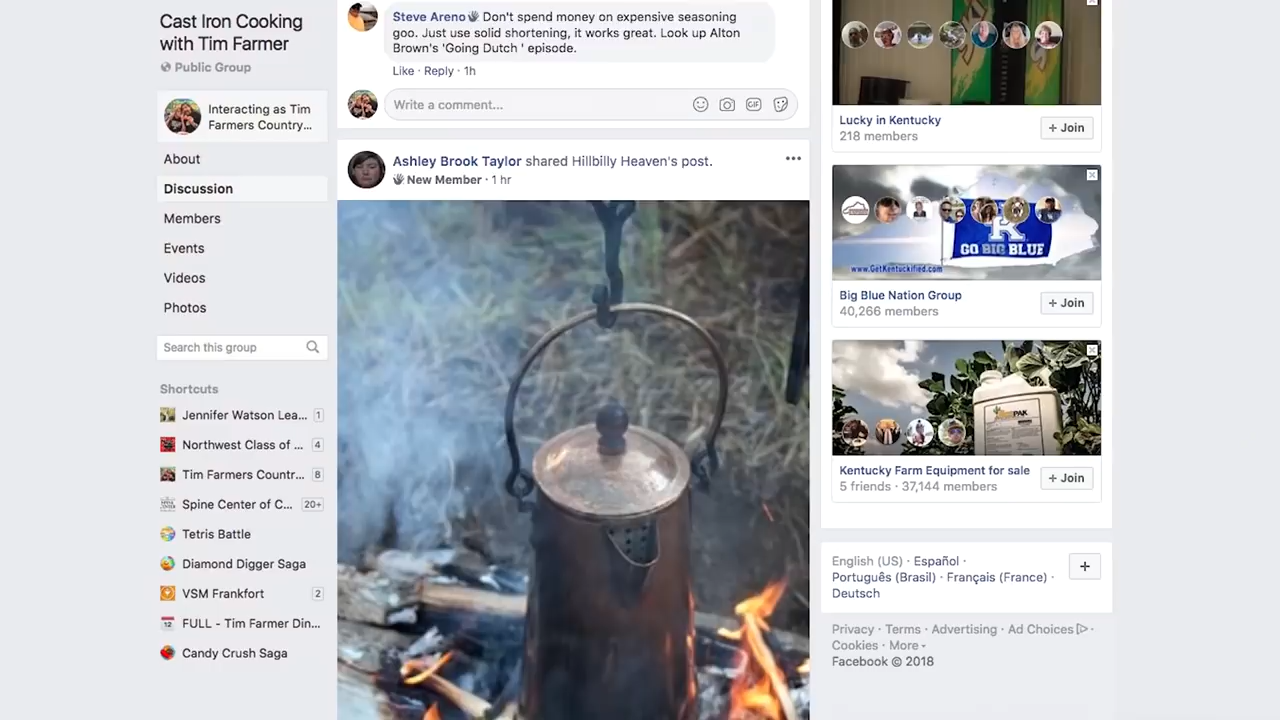 Cast Iron Cooking
with Tim Farmer
Public Group
Interacting as Tim
Farmers Country...
About
Discussion
Members
Events
Videos
Photos
Search this group
Shortcuts
Jennifer Watson Lea... 1
Northwest Class of ... 4
Tim Farmers Countr... 8
Spine Center of C... 20+
Tetris Battle
Diamond Digger Saga
VSM Frankfort 2
FULL - Tim Farmer Din...
Candy Crush Saga
Steve Areno Don't spend money on expensive seasoning
goo. Just use solid shortening, it works great. Look up Alton
Brown's 'Going Dutch ' episode.
Like · Reply · 1h
Write a comment...
GIF
Ashley Brook Taylor shared Hillbilly Heaven's post.
New Member · 1 hr
Lucky in Kentucky
218 members
+ Join
K
GO BIG BLUE
www.GetKentuckified.com
Big Blue Nation Group
40,266 members
+ Join
PAK
Kentucky Farm Equipment for sale
5 friends · 37,144 members
+ Join
English (US) · Español ·
Português (Brasil) · Français (France) ·
Deutsch
+
Privacy · Terms · Advertising · Ad Choices ·
Cookies · More
Facebook © 2018